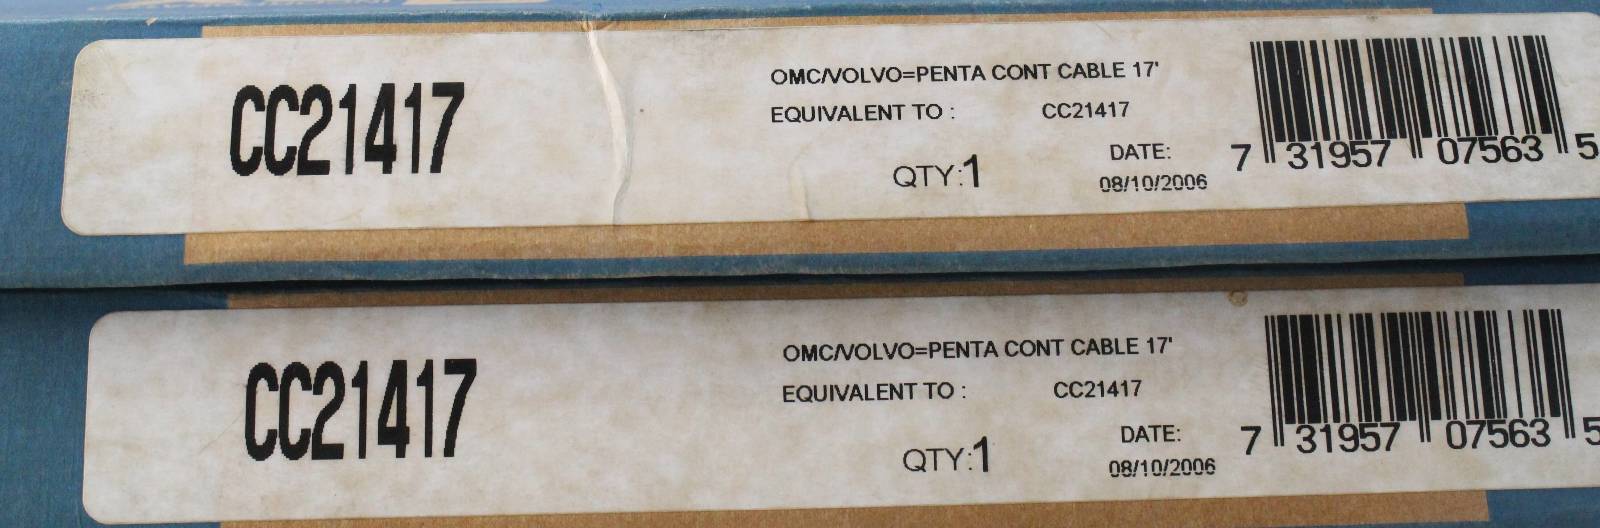 CC21417
OMC/VOLVO=PENTA CONT CABLE 17'
EQUIVALENT TO : CC21417
QTY:1
DATE:
08/10/2006
7 31957 07563 5
CC21417
OMC/VOLVO=PENTA CONT CABLE 17'
EQUIVALENT TO : CC21417
QTY:1
DATE:
08/10/2006
7 31957 07563 5